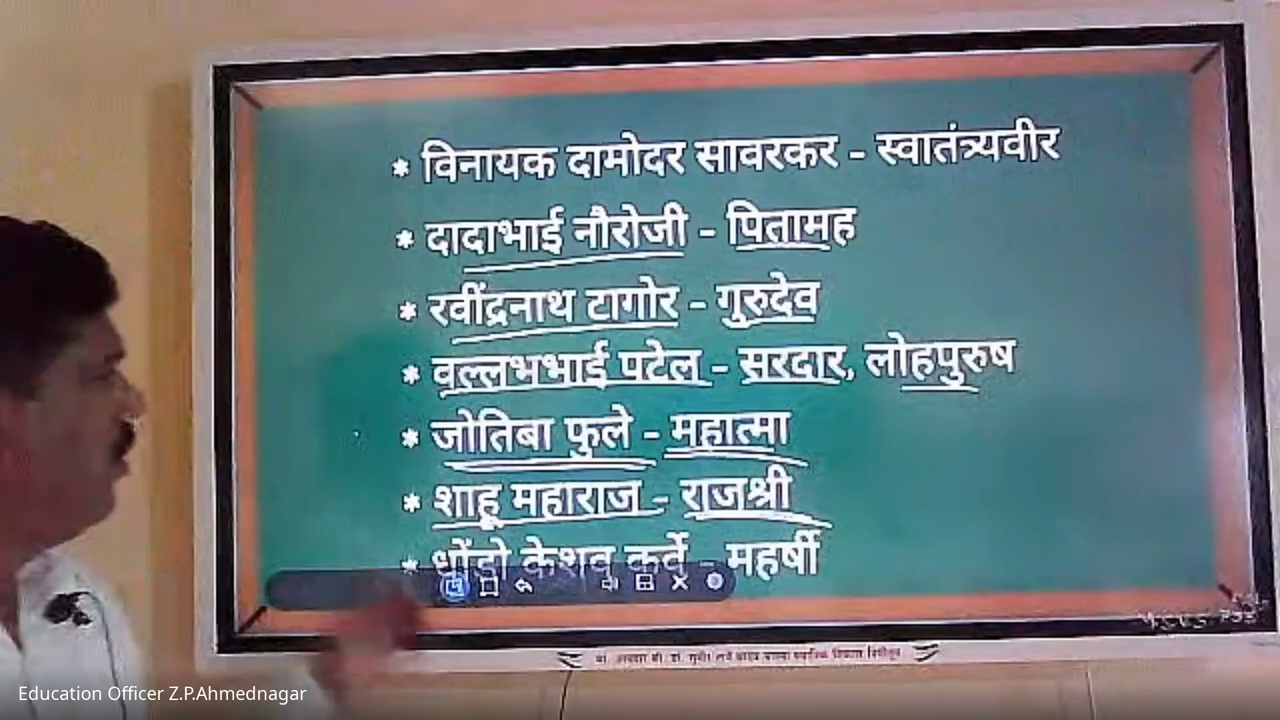 * विनायक दामोदर सावरकर - स्वातंत्र्यवीर
* दादाभाई नौरोजी - पितामह
* रवींद्रनाथ टागोर - गुरुदेव
* वल्लभभाई पटेल - सरदार, लोहपुरुष
* जोतिबा फुले - महात्मा
* शाहू महाराज - राजश्री
* धोंडो केशव कर्वे - महर्षी
Education Officer Z.P.Ahmednagar